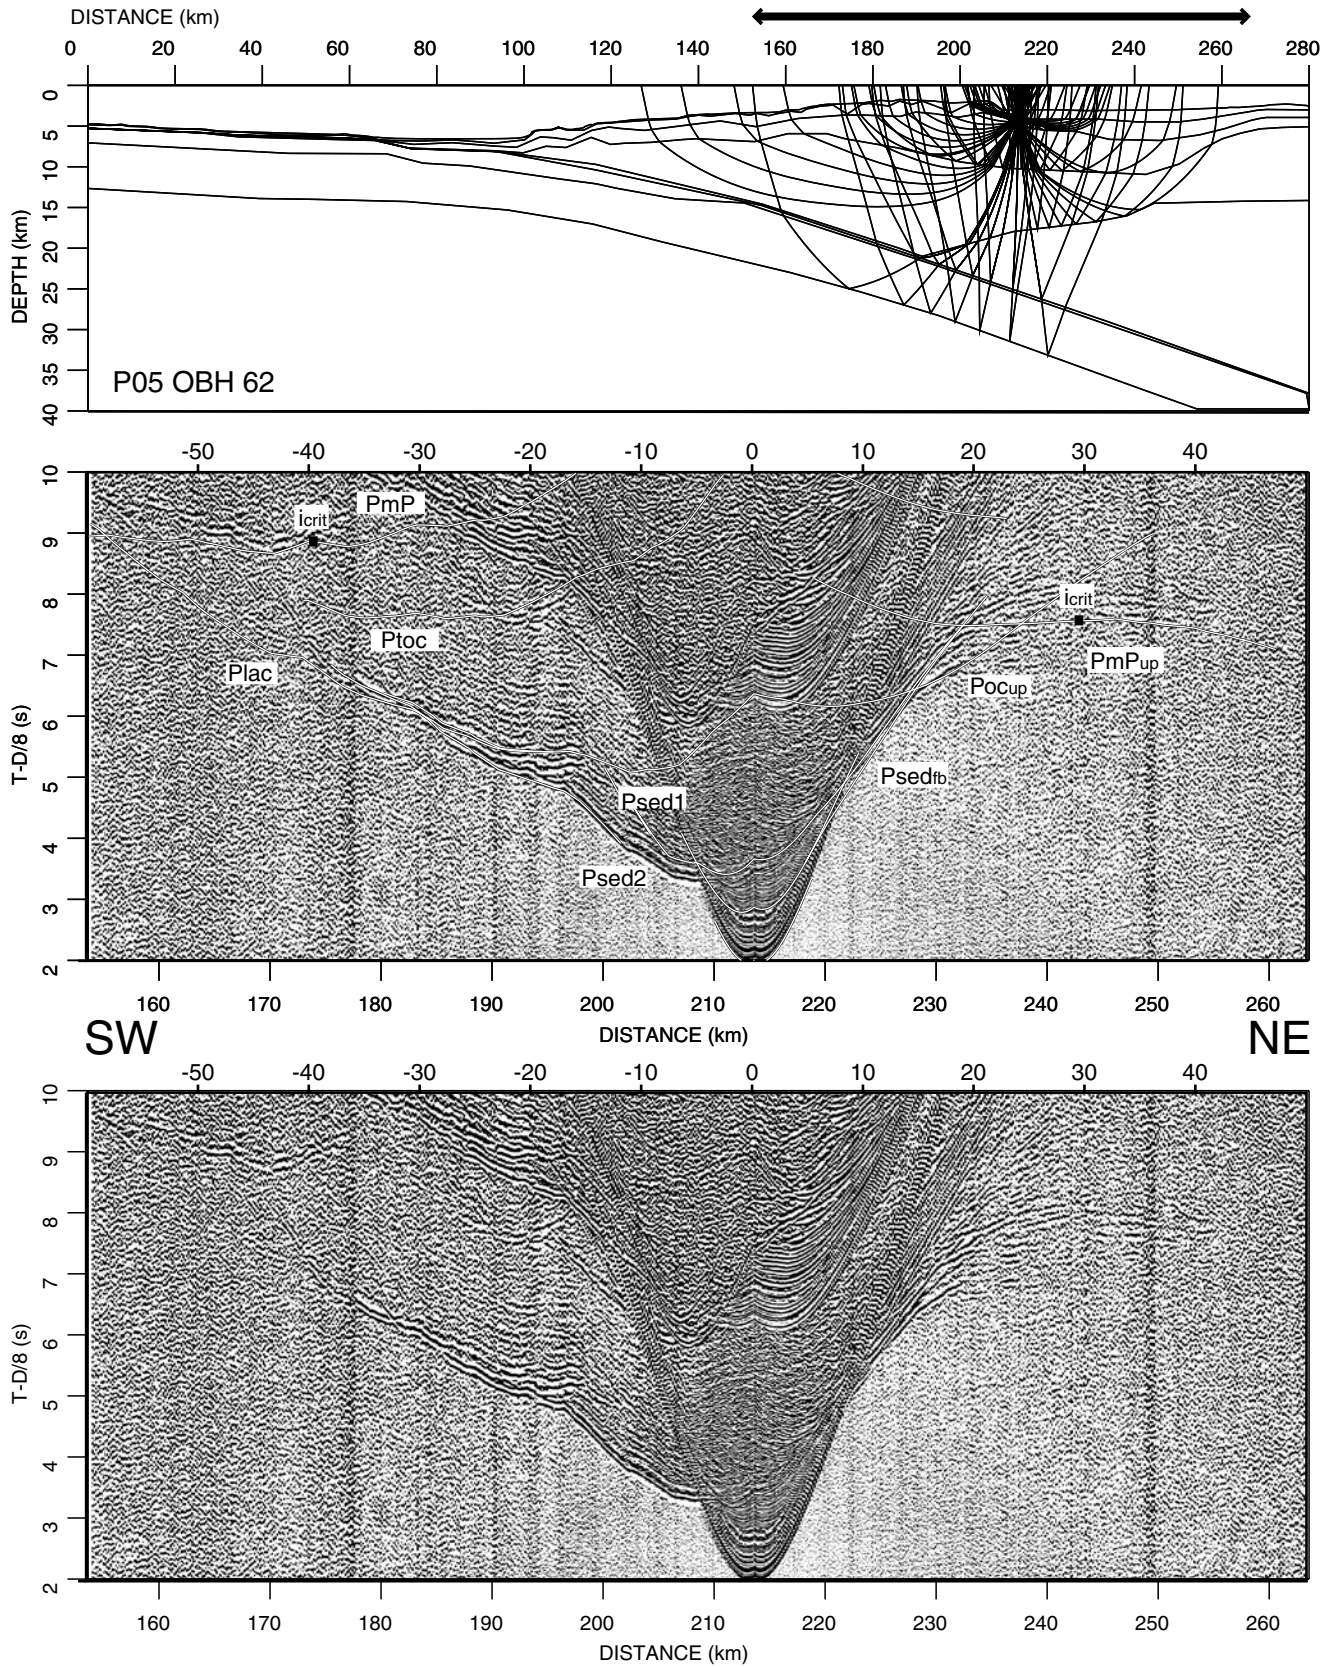 DISTANCE (km)
0 20 40 60 80 100 120 140 160 180 200 220 240 260 280
0
5
10
15
20
25
30
35
40
DEPTH (km)
P05 OBH 62
-50 -40 -30 -20 -10 0 10 20 30 40
10
9
8
7
6
5
4
3
2
T-D/8 (s)
icrit
PmP
Ptoc
Plac
icrit
PmPup
Pocup
Psedfb
Psed1
Psed2
160 170 180 190 200 210 220 230 240 250 260
DISTANCE (km)
SW NE
-50 -40 -30 -20 -10 0 10 20 30 40
10
9
8
7
6
5
4
3
2
T-D/8 (s)
160 170 180 190 200 210 220 230 240 250 260
DISTANCE (km)